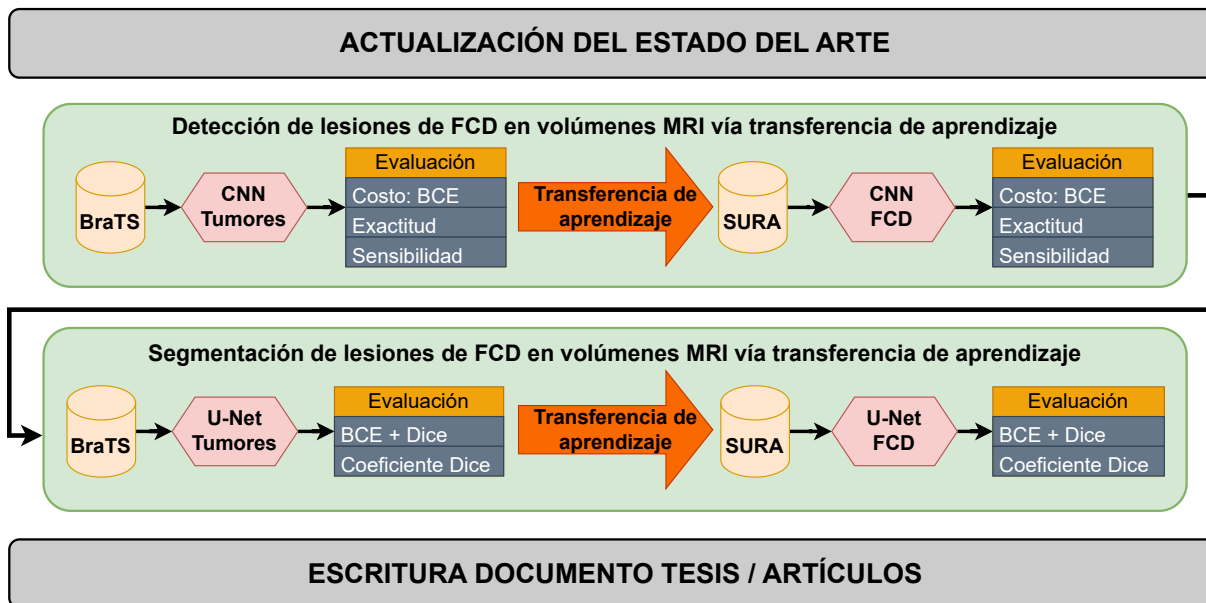 ACTUALIZACIÓN DEL ESTADO DEL ARTE
Detección de lesiones de FCD en volúmenes MRI vía transferencia de aprendizaje
BraTS
CNN
Tumores
Evaluación
Costo: BCE
Exactitud
Sensibilidad
Transferencia de
aprendizaje
SURA
CNN
FCD
Evaluación
Costo: BCE
Exactitud
Sensibilidad
Segmentación de lesiones de FCD en volúmenes MRI vía transferencia de aprendizaje
BraTS
U-Net
Tumores
Evaluación
BCE + Dice
Coeficiente Dice
Transferencia de
aprendizaje
SURA
U-Net
FCD
Evaluación
BCE + Dice
Coeficiente Dice
ESCRITURA DOCUMENTO TESIS / ARTÍCULOS